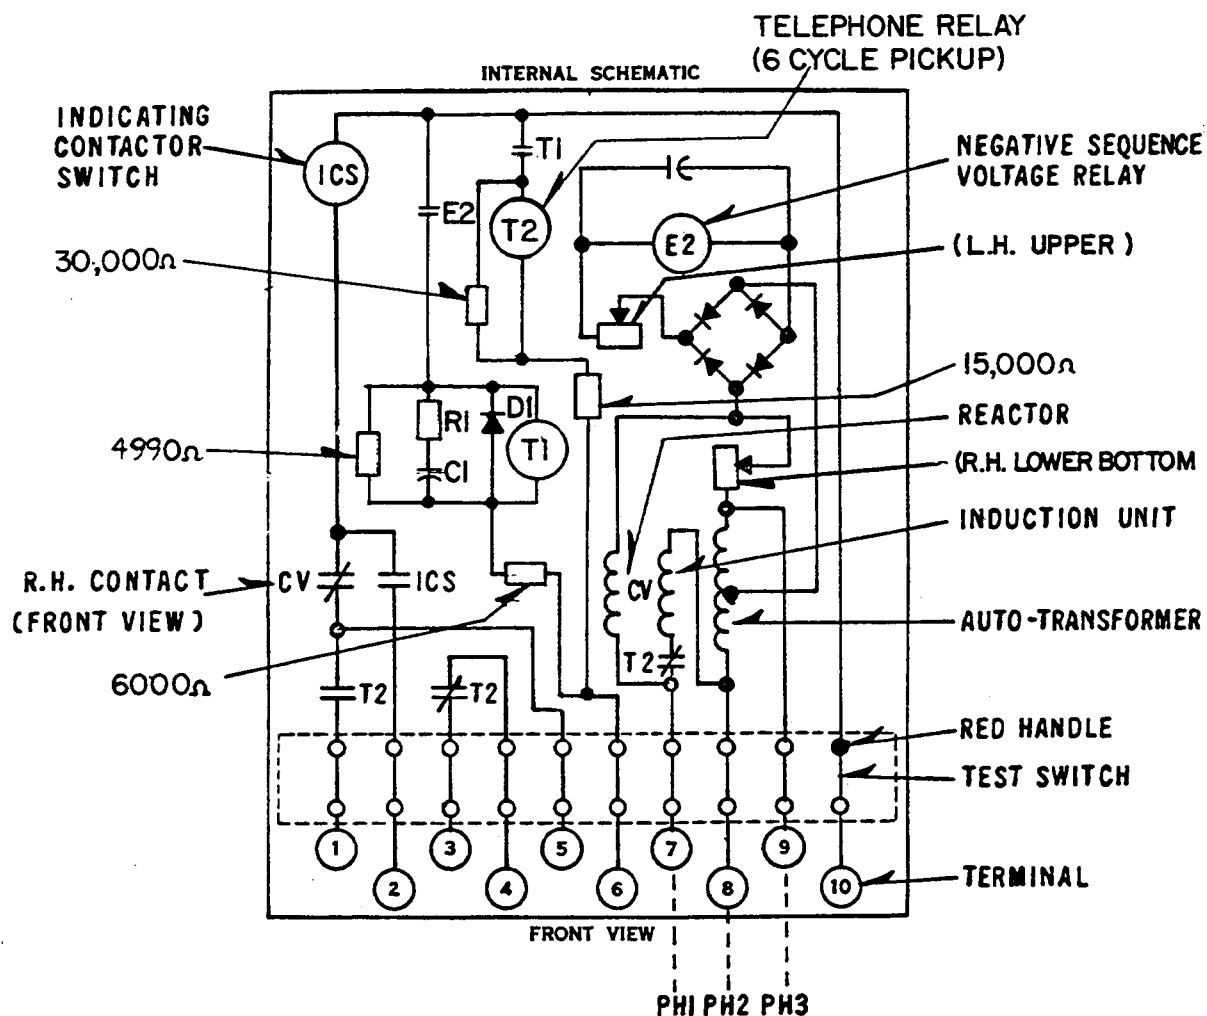 TELEPHONE RELAY
(6 CYCLE PICKUP)
INTERNAL SCHEMATIC
INDICATING
CONTACTOR
SWITCH
ICS
T1
T2
E2
E2
NEGATIVE SEQUENCE
VOLTAGE RELAY
(L.H. UPPER)
30,000Ω
15,000Ω
REACTOR
(R.H. LOWER BOTTOM
INDUCTION UNIT
AUTO-TRANSFORMER
4990Ω
R1
C1
D1
T1
R.H. CONTACT
(FRONT VIEW)
CV
ICS
CV
T2
6000Ω
T2
T2
RED HANDLE
TEST SWITCH
TERMINAL
1
2
3
4
5
6
7
8
9
10
FRONT VIEW
PH1 PH2 PH3